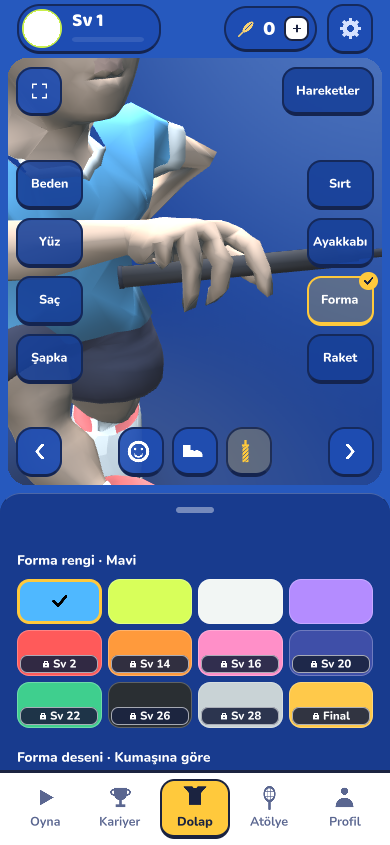 Sv 1
0
+
Hareketler
Beden
Sırt
Yüz
Ayakkabı
Saç
Forma
Şapka
Raket
Forma rengi · Mavi
Sv 2
Sv 14
Sv 16
Sv 20
Sv 22
Sv 26
Sv 28
Final
Forma deseni · Kumaşına göre
Oyna
Kariyer
Dolap
Atölye
Profil